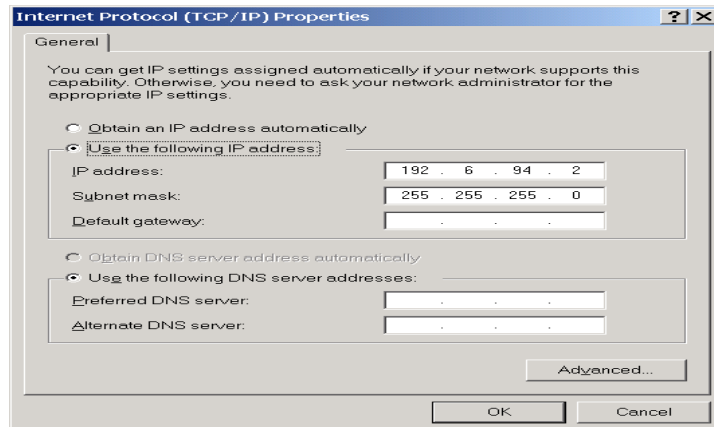 Internet Protocol (TCP/IP) Properties
General
You can get IP settings assigned automatically if your network supports this
capability. Otherwise, you need to ask your network administrator for the
appropriate IP settings.
Obtain an IP address automatically
Use the following IP address:
IP address: 192 . 6 . 94 . 2
Subnet mask: 255 . 255 . 255 . 0
Default gateway: . . .
Obtain DNS server address automatically
Use the following DNS server addresses:
Preferred DNS server: . . .
Alternate DNS server: . . .
Advanced...
OK Cancel